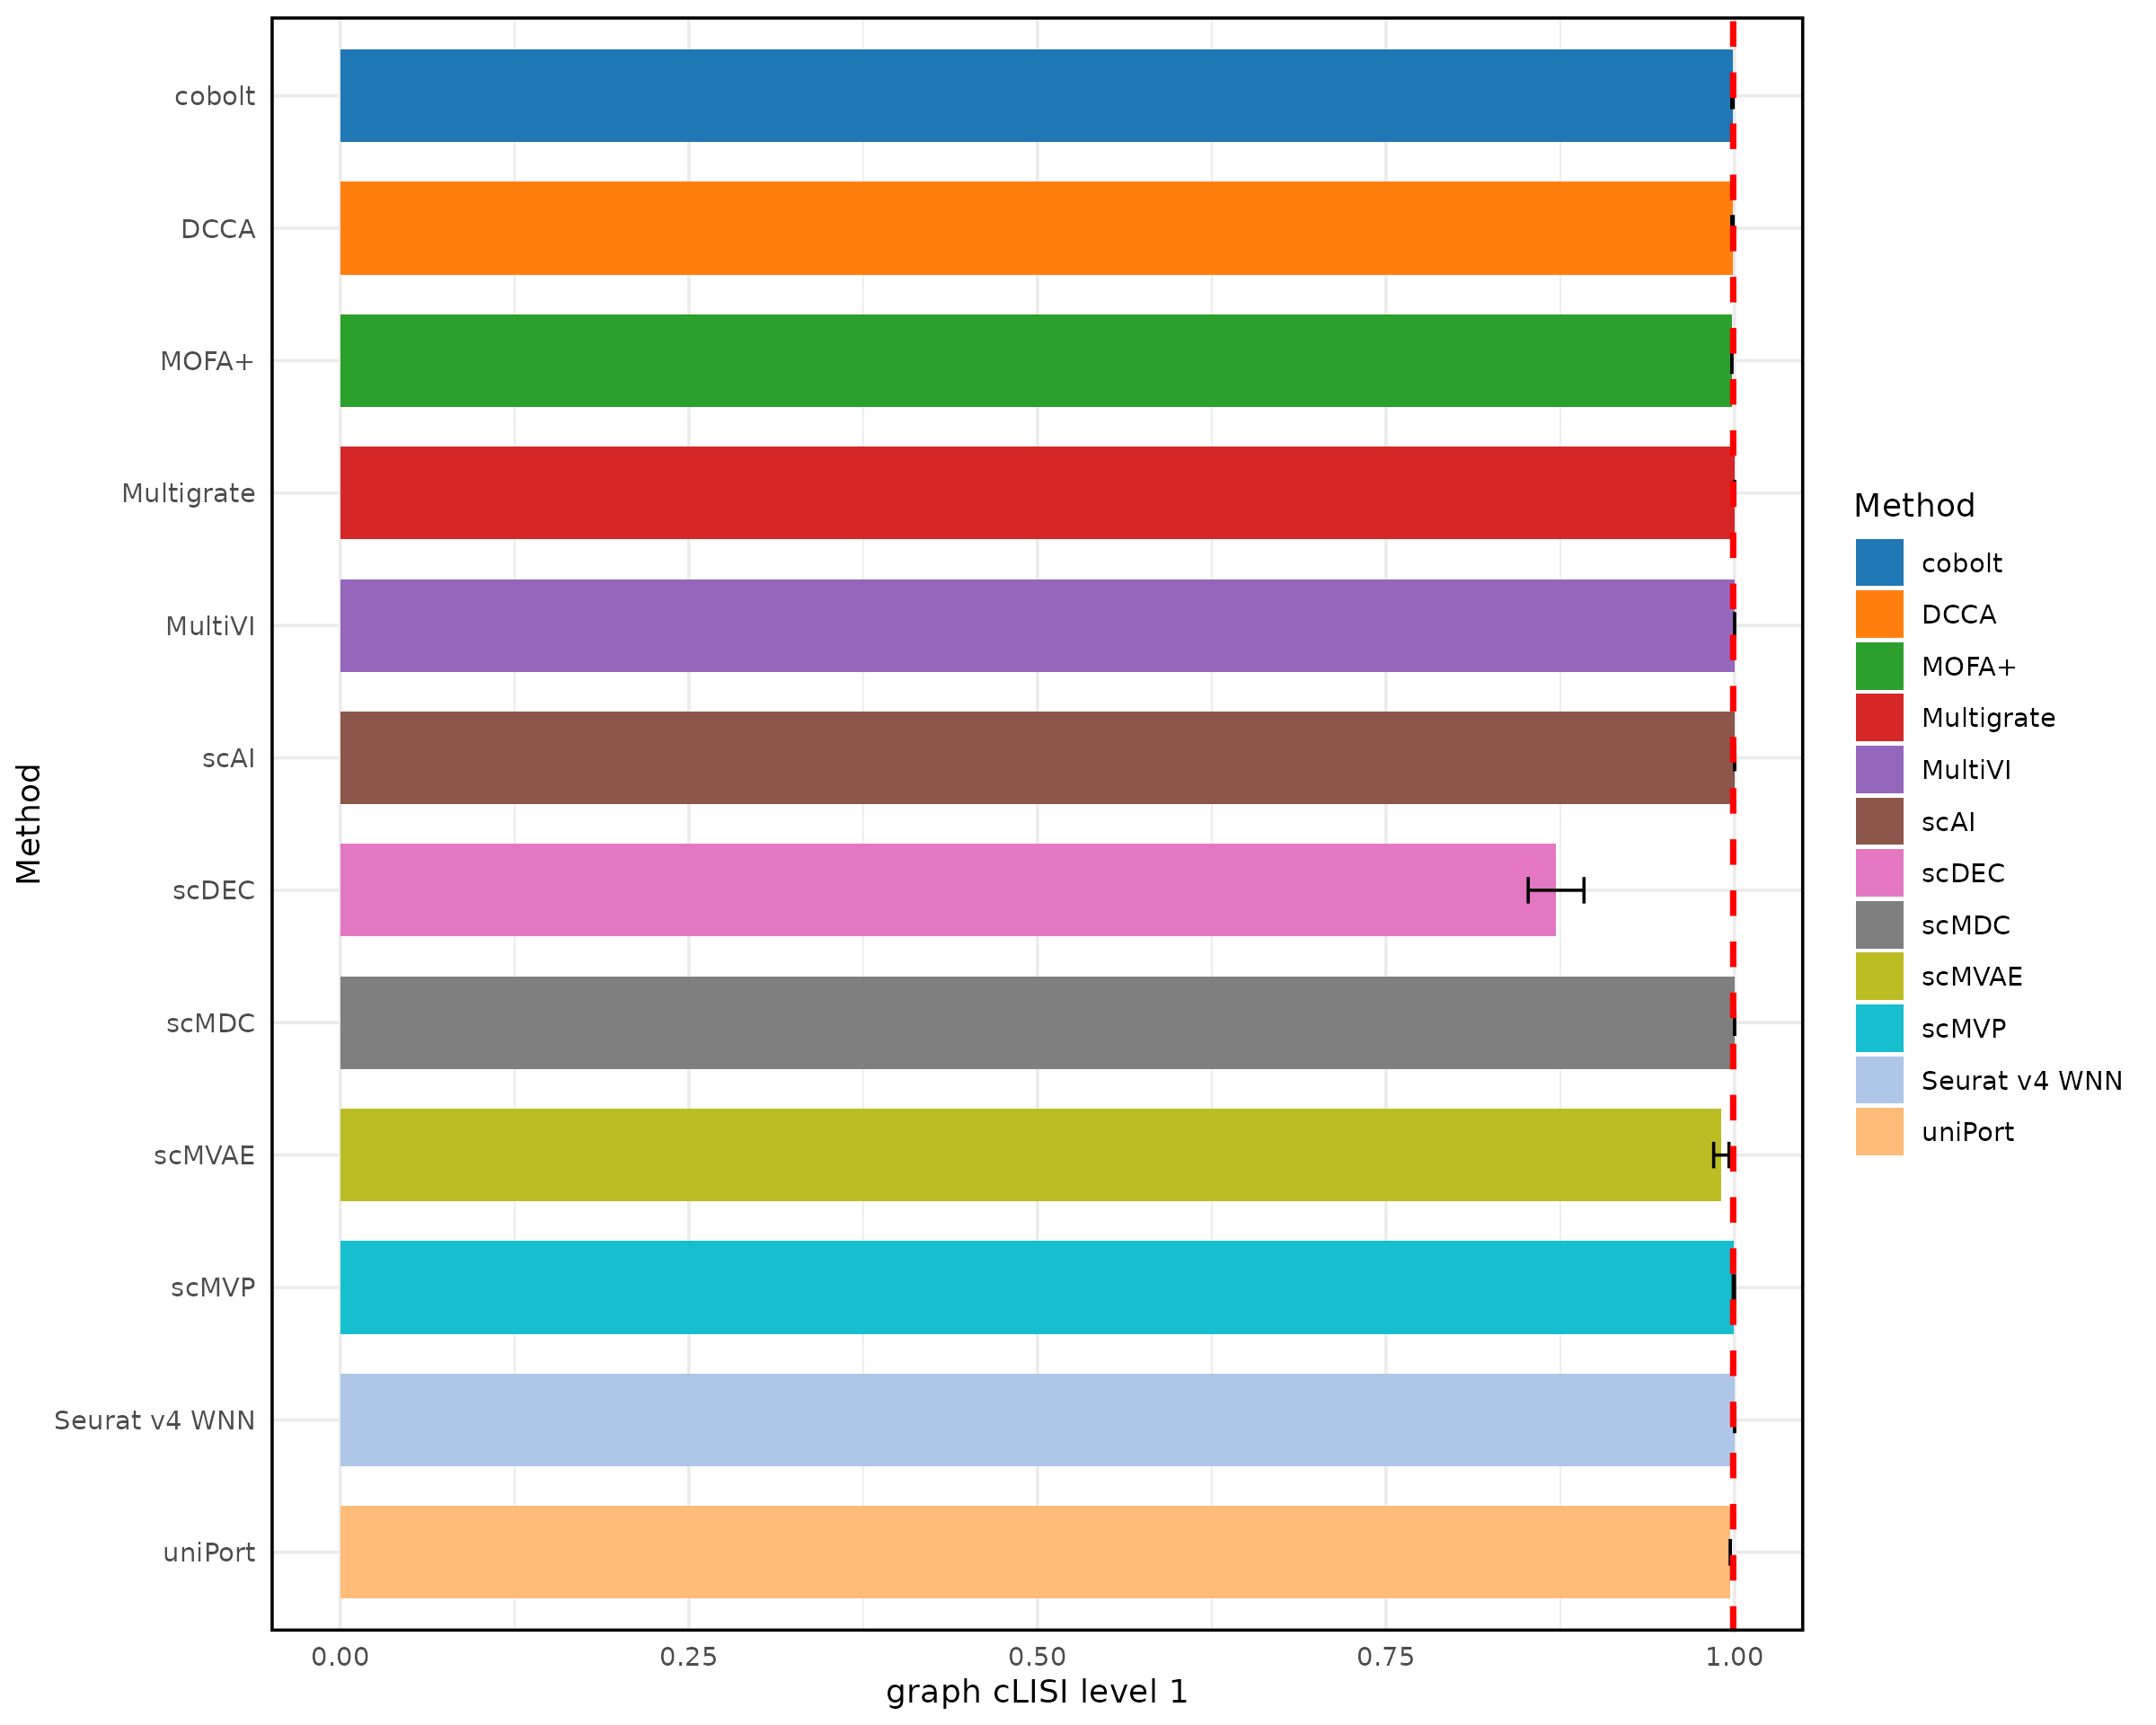 Method
cobolt
DCCA
MOFA+
Multigrate
MultiVI
scAI
scDEC
scMDC
scMVAE
scMVP
Seurat v4 WNN
uniPort
0.00 0.25 0.50 0.75 1.00
graph cLISI level 1
Method
cobolt
DCCA
MOFA+
Multigrate
MultiVI
scAI
scDEC
scMDC
scMVAE
scMVP
Seurat v4 WNN
uniPort